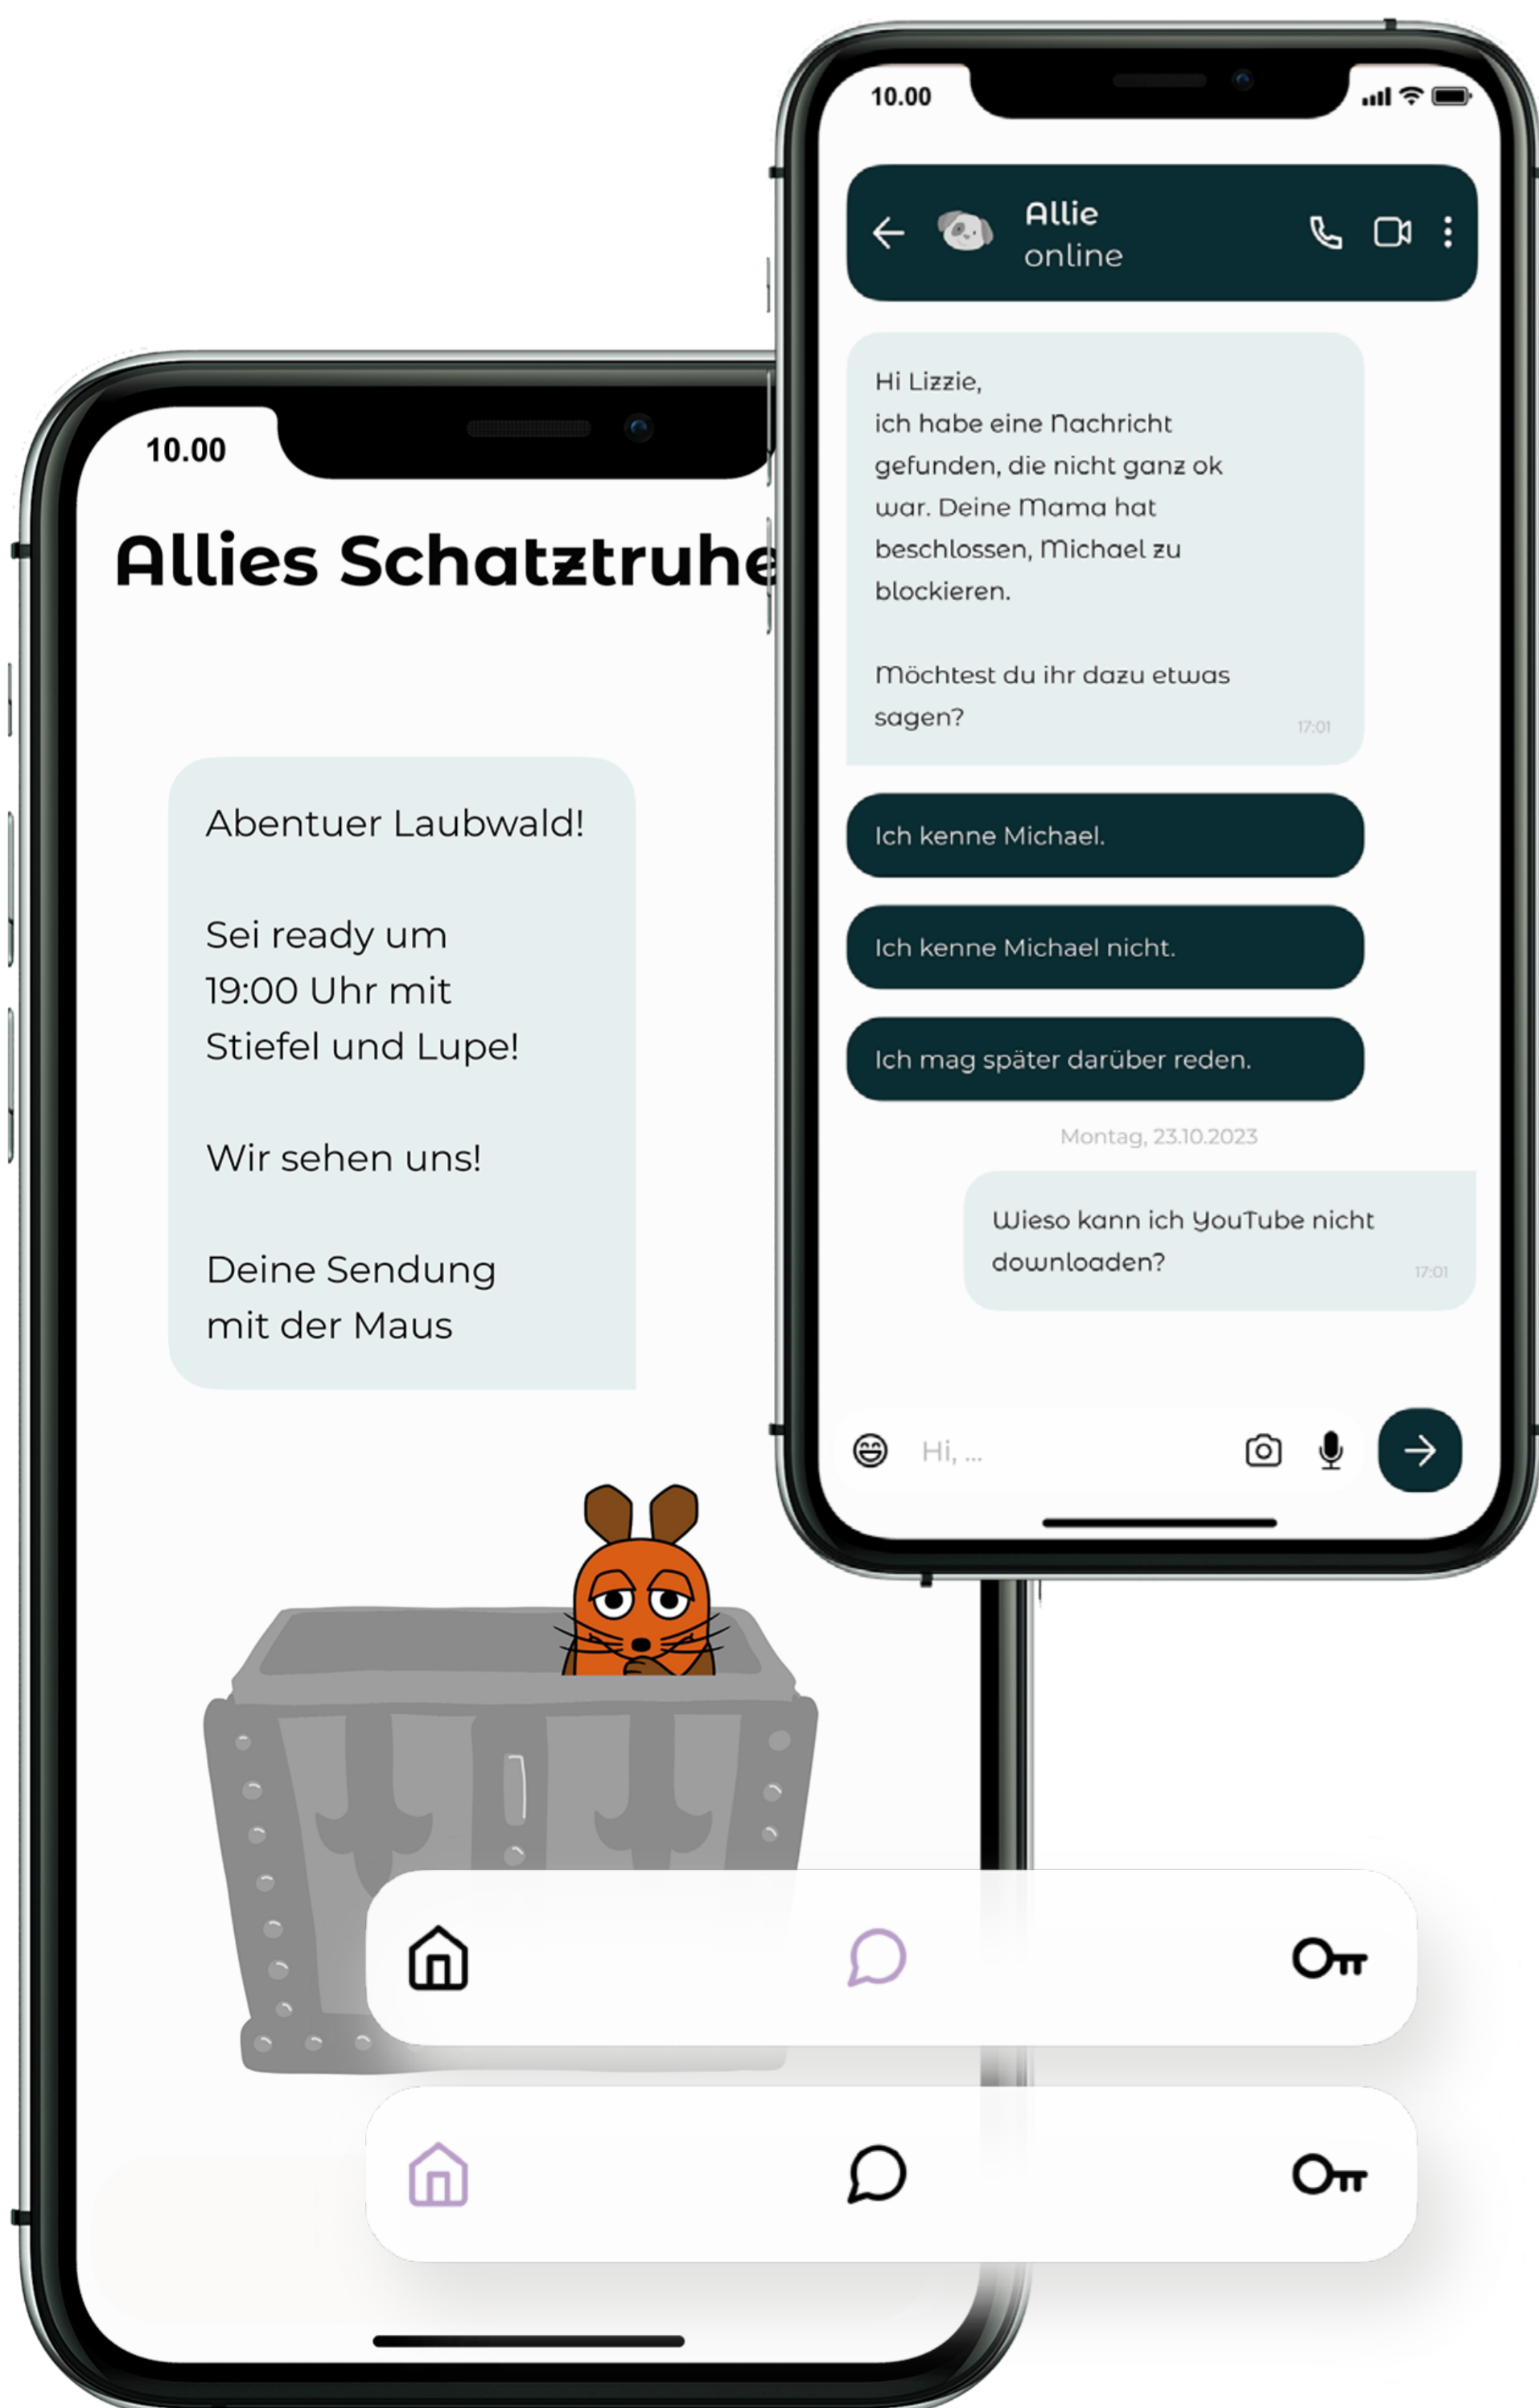 10.00
Allies Schatztruhe
Abentuer Laubwald!
Sei ready um
19:00 Uhr mit
Stiefel und Lupe!
Wir sehen uns!
Deine Sendung
mit der Maus
10.00
Allie
online
Hi Lizzie,
ich habe eine Nachricht
gefunden, die nicht ganz ok
war. Deine Mama hat
beschlossen, Michael zu
blockieren.
Möchtest du ihr dazu etwas
sagen?
17:01
Ich kenne Michael.
Ich kenne Michael nicht.
Ich mag später darüber reden.
Montag, 23.10.2023
Wieso kann ich YouTube nicht
downloaden?
17:01
Hi, ...